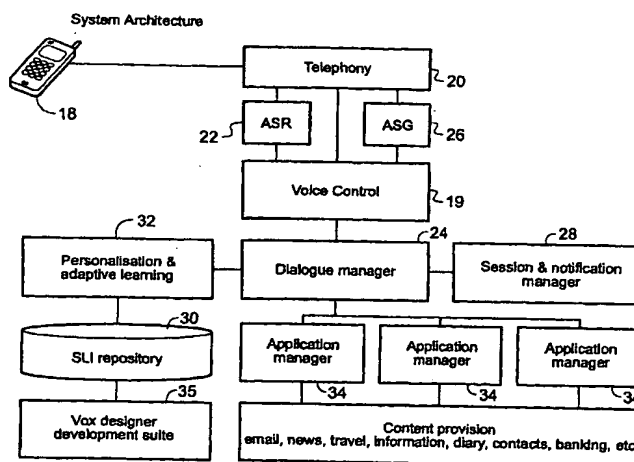 System Architecture
Telephony
20
18
22
ASR
ASG
26
Voice Control
19
32
24
28
Personalisation &
adaptive learning
Dialogue manager
Session & notification
manager
30
SLI repository
Application
manager
34
Application
manager
34
Application
manager
34
35
Vox designer
development suite
Content provision
email, news, travel, information, diary, contacts, banking, etc